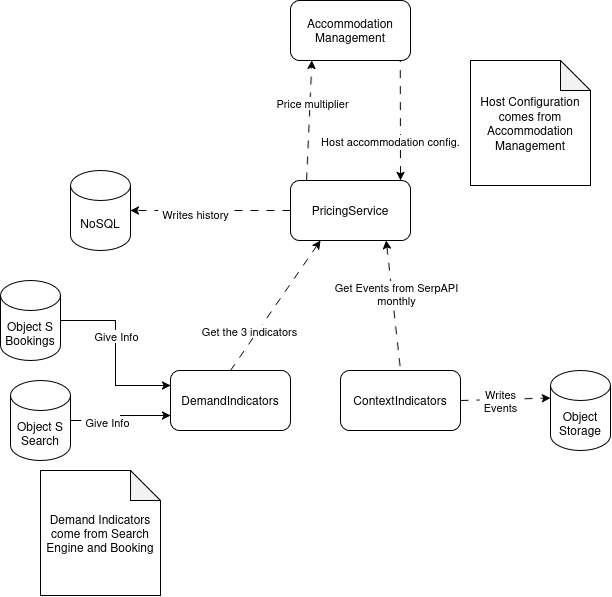 Accommodation
Management
Price multiplier
Host accommodation config.
Host Configuration
comes from
Accommodation
Management
PricingService
Writes history
NoSQL
Get Events from SerpAPI
monthly
Object S
Bookings
Give Info
Get the 3 indicators
DemandIndicators
ContextIndicators
Writes
Events
Object
Storage
Object S
Search
Give Info
Demand Indicators
come from Search
Engine and Booking